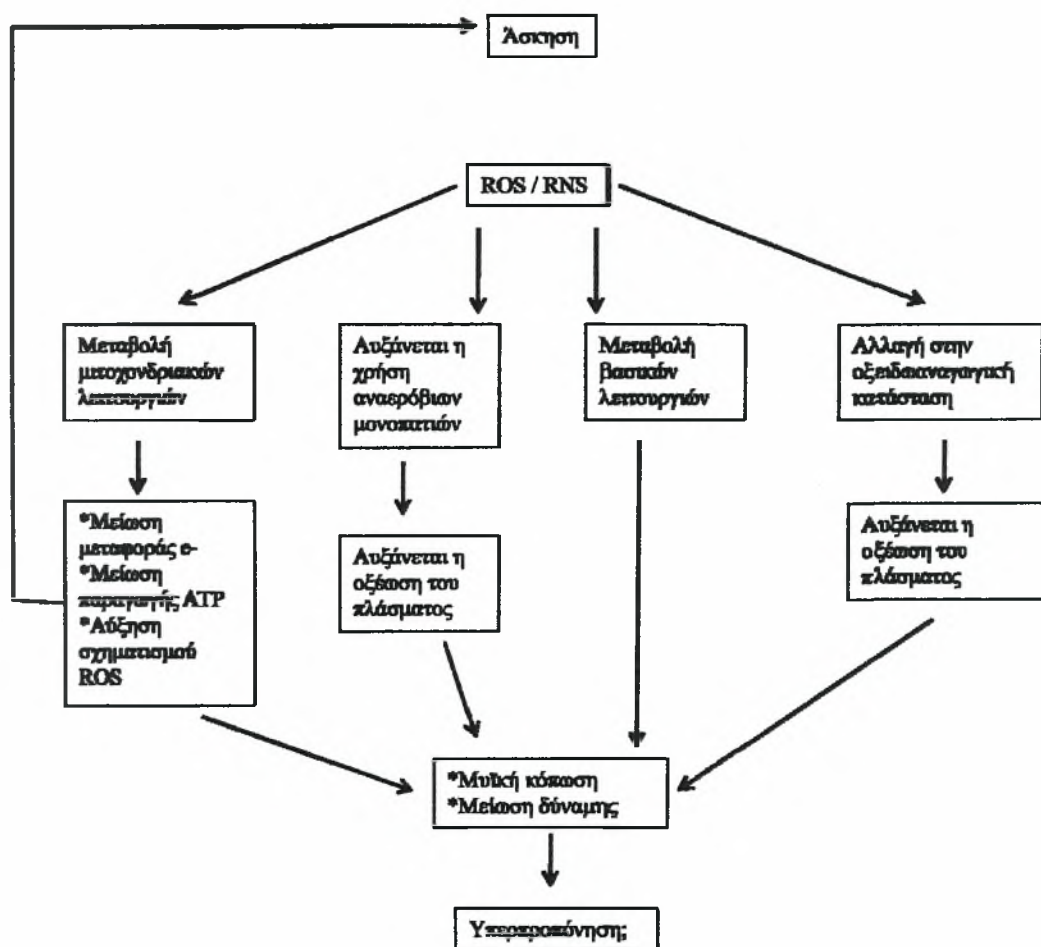 Άσκηση
ROS / RNS
Μεταβολή
μιτοχονδριακών
λειτουργιών
Αυξάνεται η
χρήση
αναερόβιων
μονοπατιών
Μεταβολή
βασικών
λειτουργιών
Αλλαγή στην
οξειδοαναγωγική
κατάσταση
*Μείωση
μεταφοράς e-
*Μείωση
παραγωγής ATP
*Αύξηση
σχηματισμού
ROS
Αυξάνεται η
οξέωση του
πλάσματος
Αυξάνεται η
οξέωση του
πλάσματος
*Μυϊκή κόπωση
*Μείωση δύναμης
Υπερπροπόνηση;